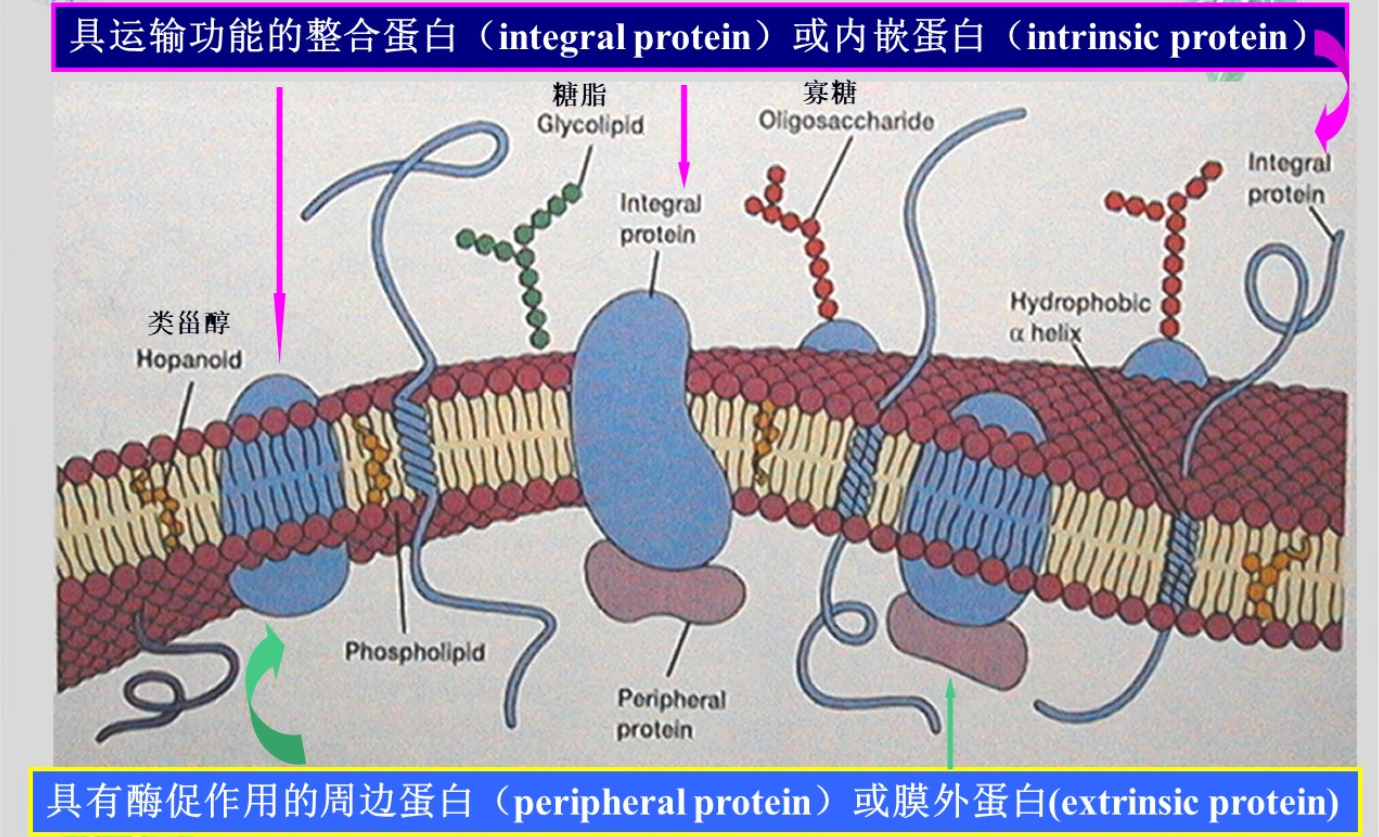 具运输功能的整合蛋白（integral protein）或内嵌蛋白（intrinsic protein）
糖脂
Glycolipid
寡糖
Oligosaccharide
Integral
protein
Integral
protein
Hydrophobic
α helix
类甾醇
Hopanoid
Phospholipid
Peripheral
protein
具有酶促作用的周边蛋白（peripheral protein）或膜外蛋白(extrinsic protein)